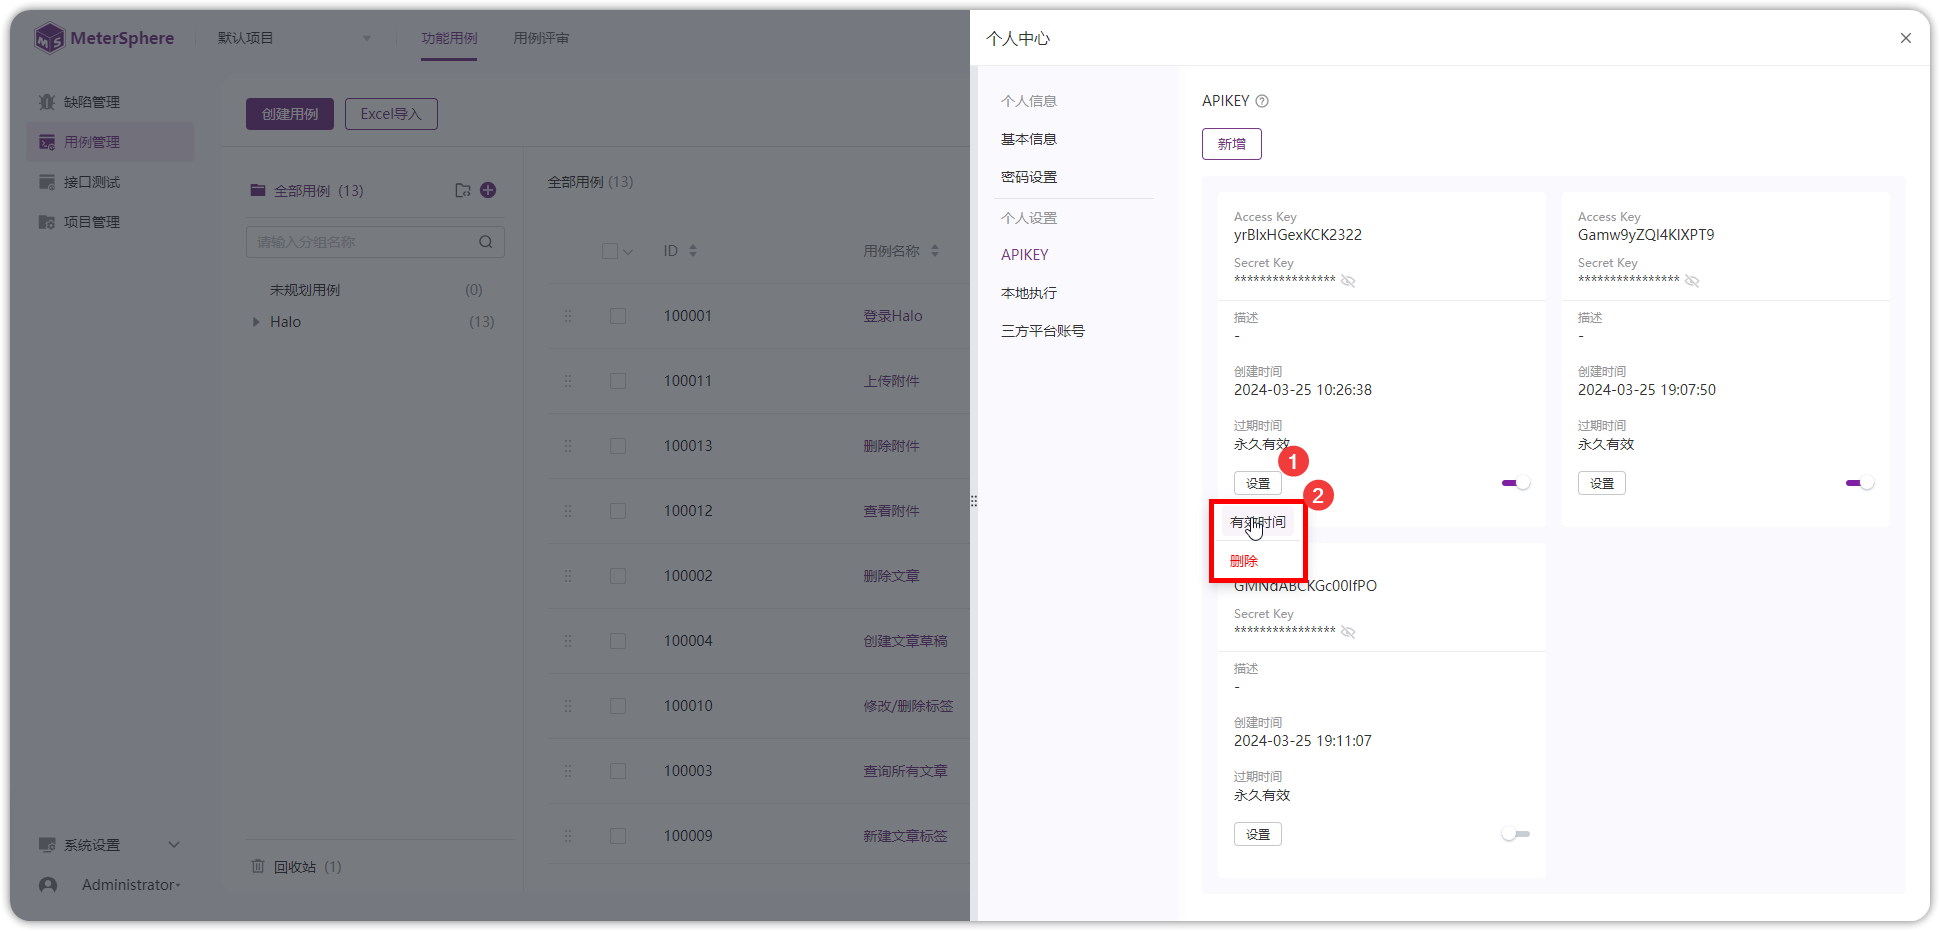 MeterSphere
默认项目
功能用例
用例评审
缺陷管理
用例管理
接口测试
项目管理
系统设置
Administrator
创建用例
Excel导入
全部用例 (13)
请输入分组名称
未规划用例 (0)
Halo (13)
回收站 (1)
全部用例 (13)
ID 用例名称
100001 登录Halo
100011 上传附件
100013 删除附件
100012 查看附件
100002 删除文章
100004 创建文章草稿
100010 修改/删除标签
100003 查询所有文章
100009 新建文章标签
个人中心
个人信息
基本信息
密码设置
个人设置
APIKEY
本地执行
三方平台账号
APIKEY
新增
Access Key
yrBIxHGexKCK2322
Secret Key
****************
描述
-
创建时间
2024-03-25 10:26:38
过期时间
永久有效
设置
1
2
有效时间
删除
Access Key
Gamw9yZQI4KIXPT9
Secret Key
****************
描述
-
创建时间
2024-03-25 19:07:50
过期时间
永久有效
设置
GMNdABCKGc00IfPO
Secret Key
****************
描述
-
创建时间
2024-03-25 19:11:07
过期时间
永久有效
设置